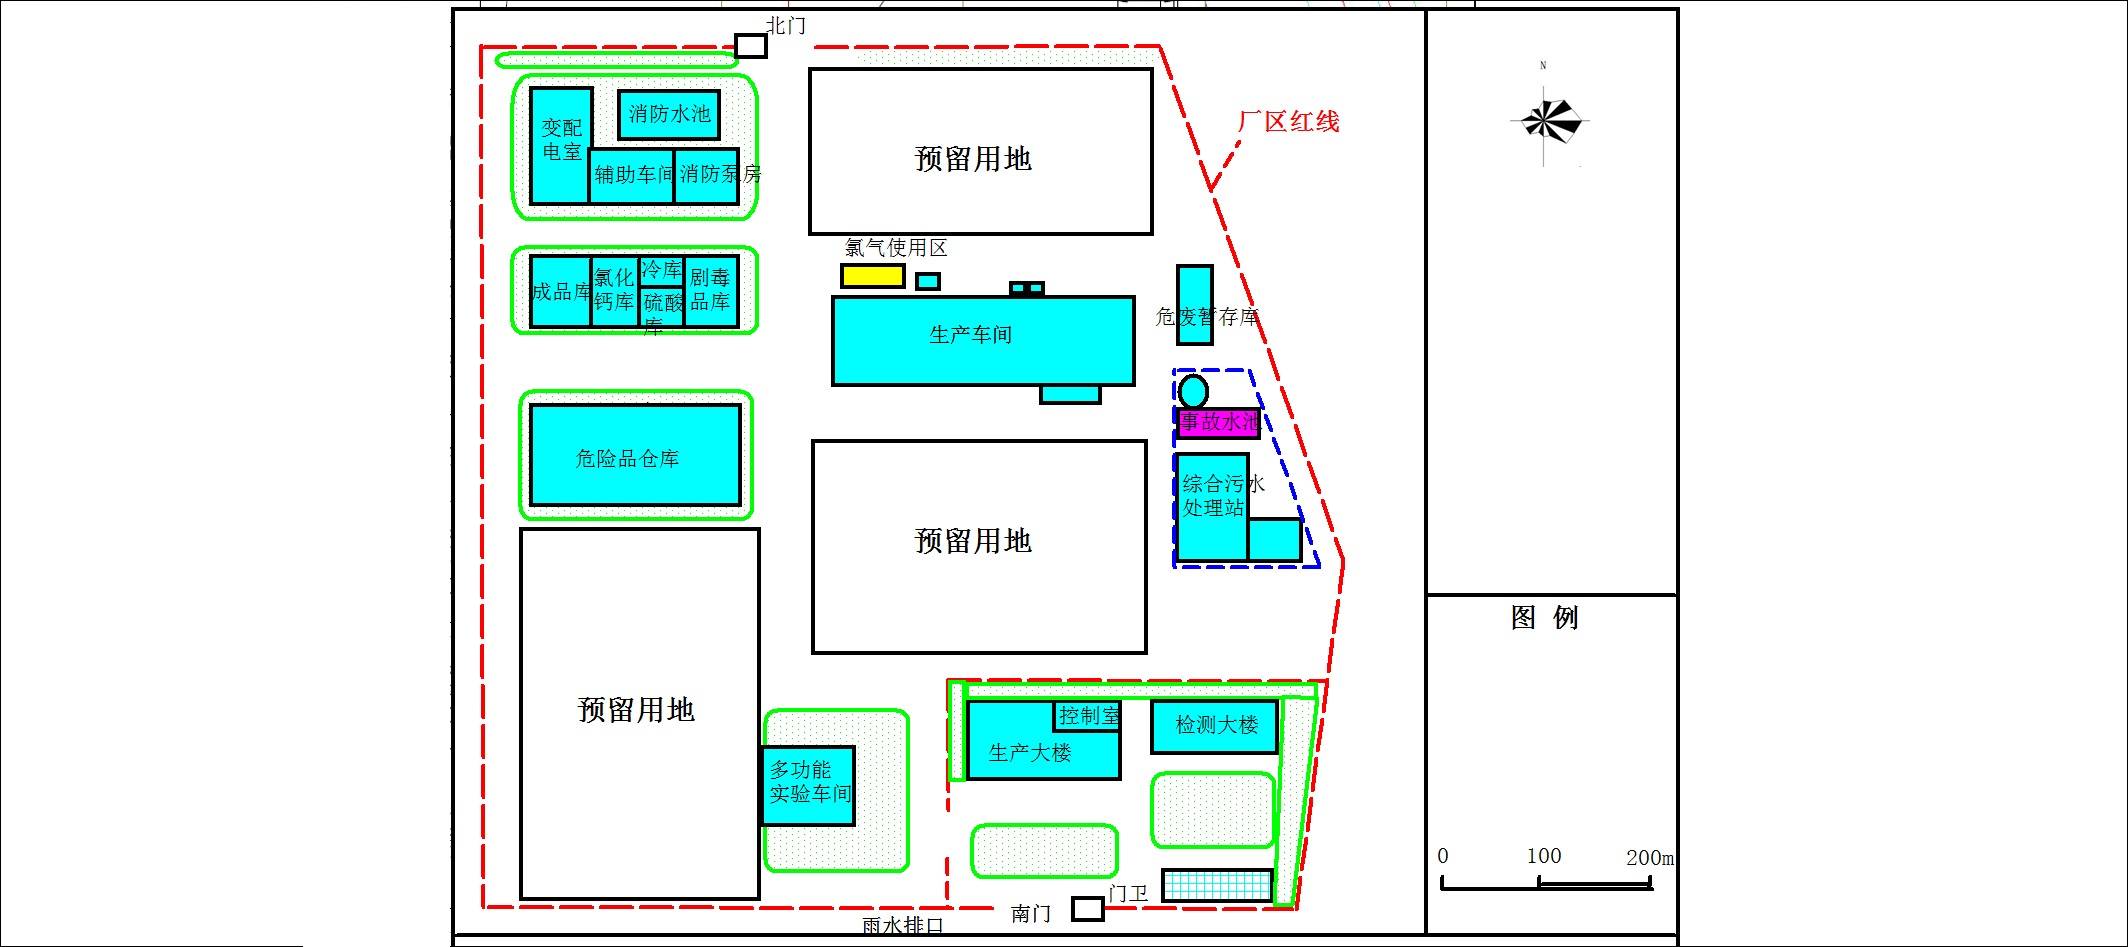 北门
N
厂区红线
变配
电室
消防水池
辅助车间
消防泵房
预留用地
氯气使用区
成品库
氯化
钙库
冷库
硫酸
库
剧毒
品库
生产车间
危废暂存库
事故水池
危险品仓库
综合污水
处理站
预留用地
图 例
预留用地
控制室
生产大楼
检测大楼
多功能
实验车间
0 100 200m
门卫
南门
雨水排口